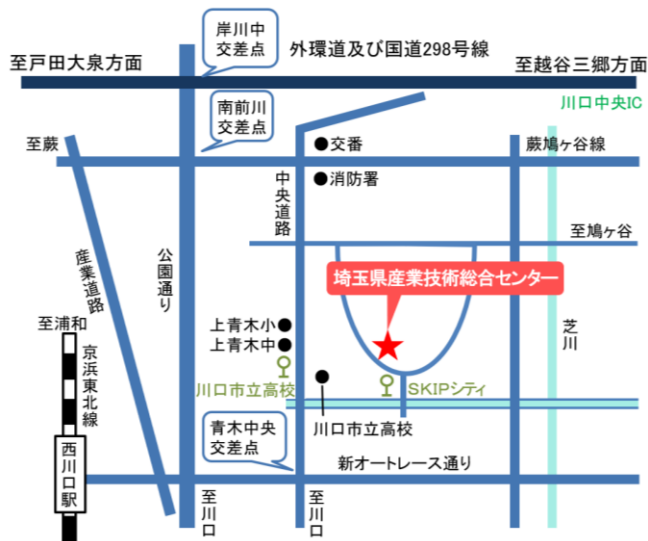 岸川中
交差点
外環道及び国道298号線
至戸田大泉方面
至越谷三郷方面
川口中央IC
南前川
交差点
至蕨
交番
蕨鳩ヶ谷線
消防署
中央道路
至鳩ヶ谷
産業道路
公園通り
埼玉県産業技術総合センター
至浦和
上青木小
上青木中
芝川
京浜東北線
川口市立高校
SKIPシティ
川口市立高校
青木中央
交差点
西川口駅
新オートレース通り
至川口
至川口